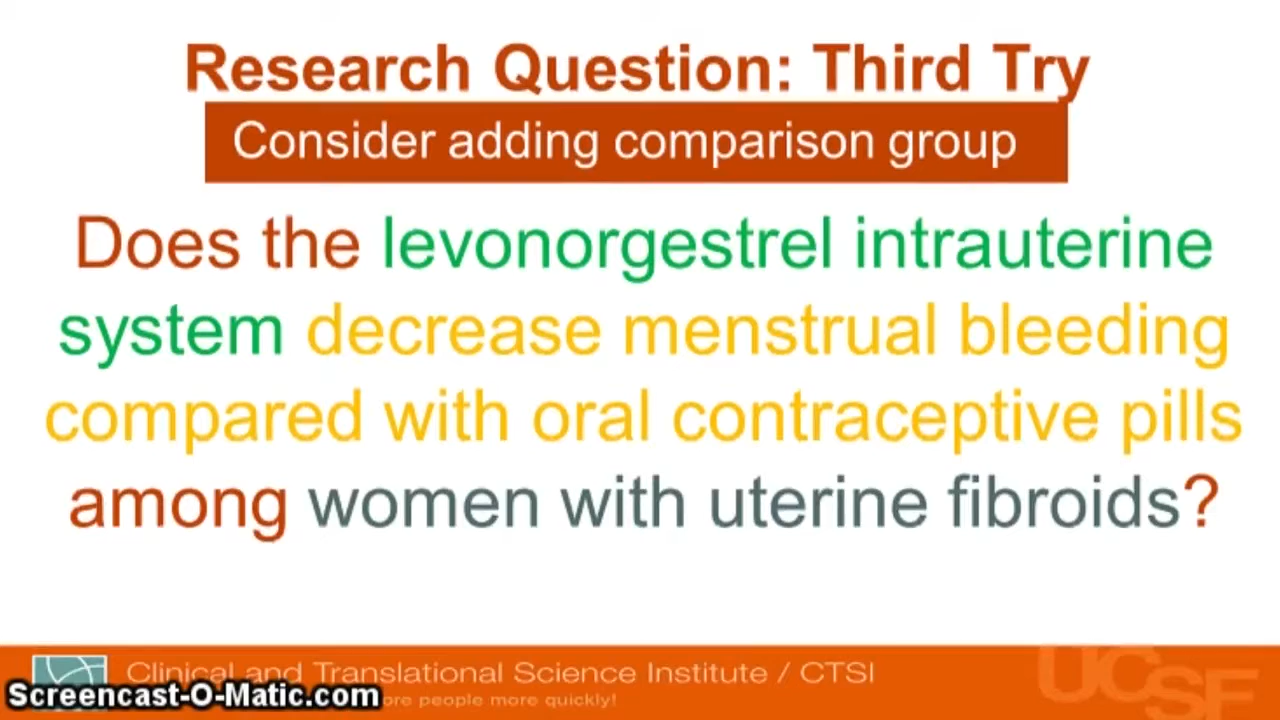 Research Question: Third Try
Consider adding comparison group
Does the levonorgestrel intrauterine
system decrease menstrual bleeding
compared with oral contraceptive pills
among women with uterine fibroids?
Clinical and Translational Science Institute / CTSI
Screencast-O-Matic.com
people more quickly!
UCSF